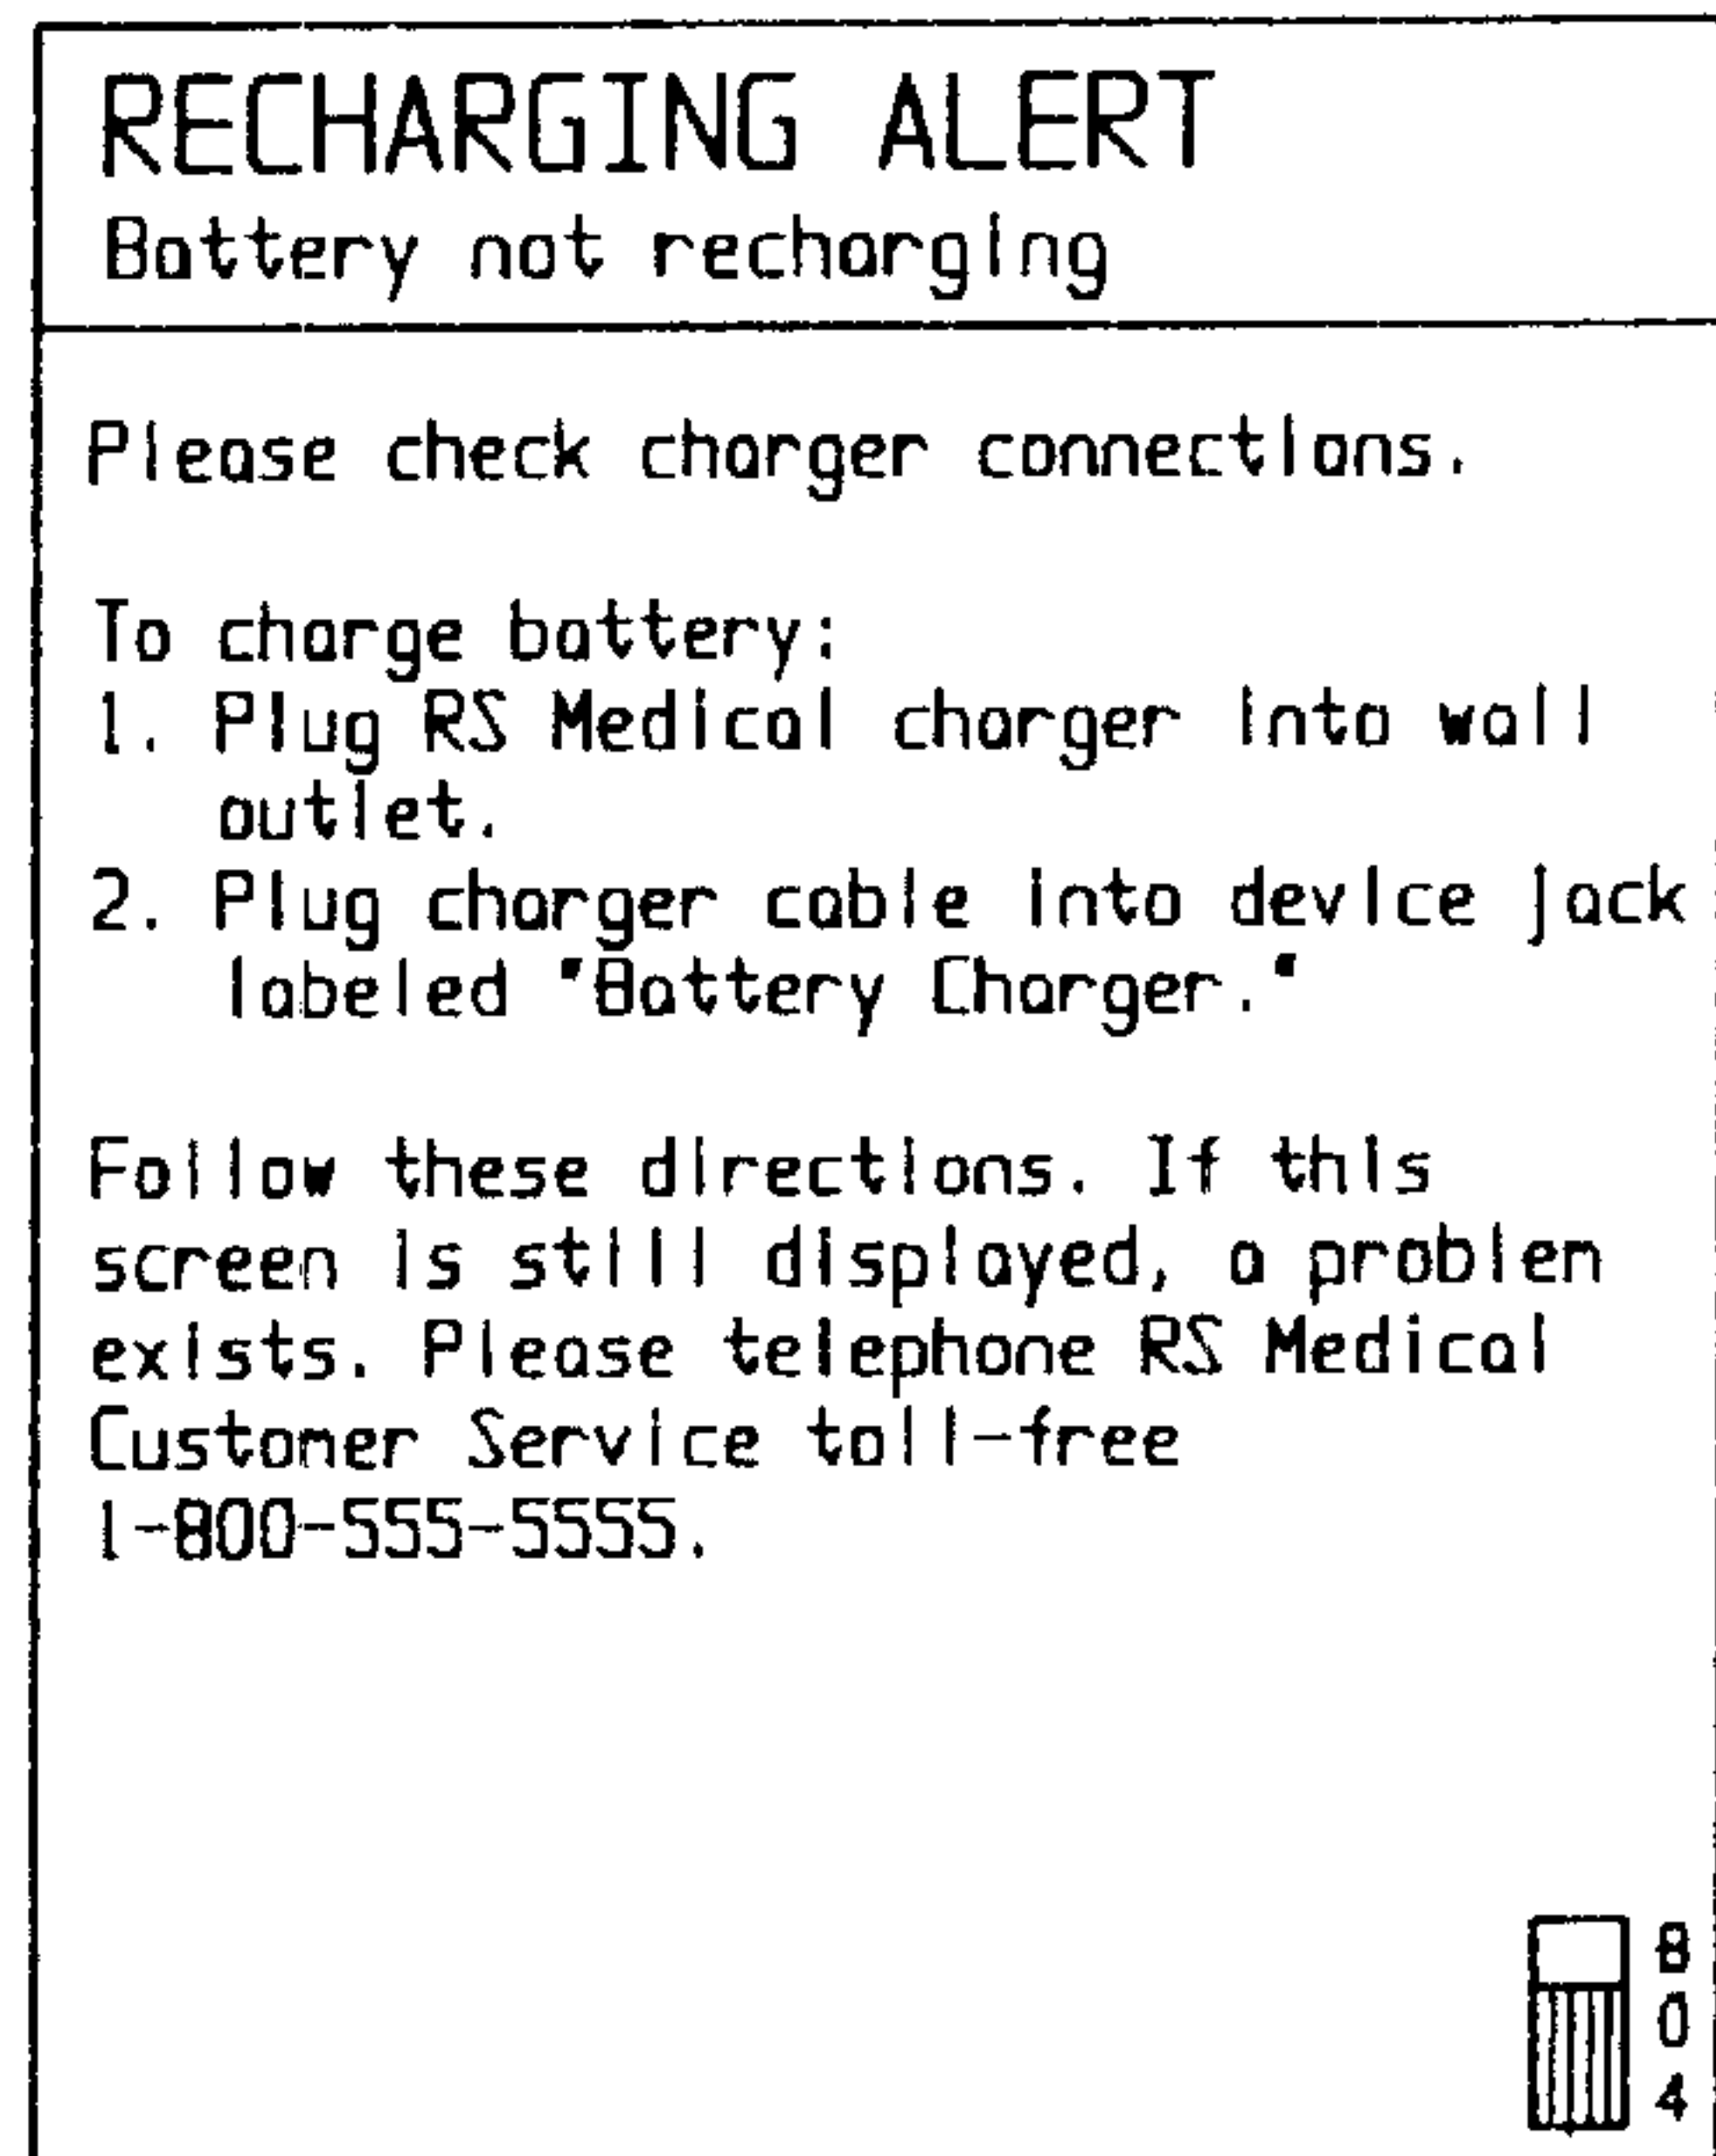 RECHARGING ALERT
Battery not recharging
Please check charger connections.
To charge battery:
1. Plug RS Medical charger into wall
outlet.
2. Plug charger cable into device jack
labeled "Battery Charger."
Follow these directions. If this
screen is still displayed, a problem
exists. Please telephone RS Medical
Customer Service toll-free
1-800-555-5555.
8
0
4